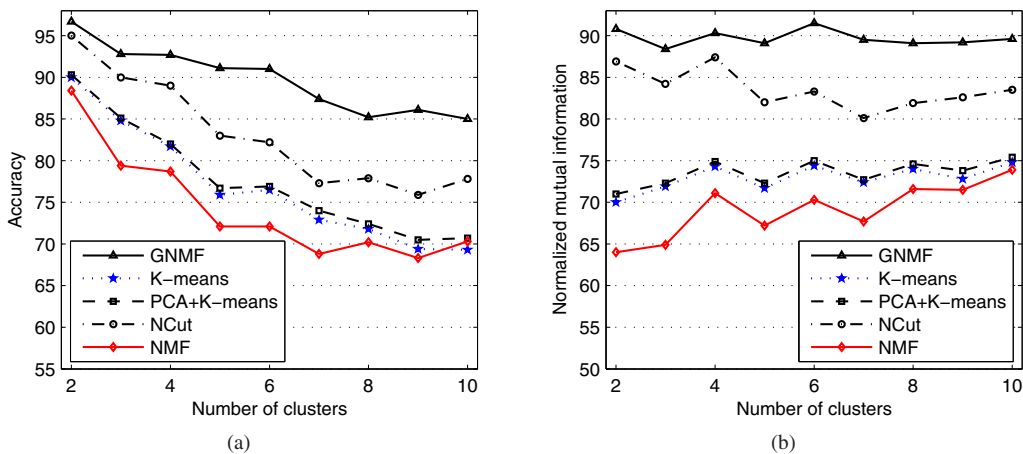 95
90
85
80
75
70
65
60
55
Accuracy
GNMF
K-means
PCA+K-means
NCut
NMF
2 4 6 8 10
Number of clusters
(a)
90
85
80
75
70
65
60
55
50
Normalized mutual information
GNMF
K-means
PCA+K-means
NCut
NMF
2 4 6 8 10
Number of clusters
(b)